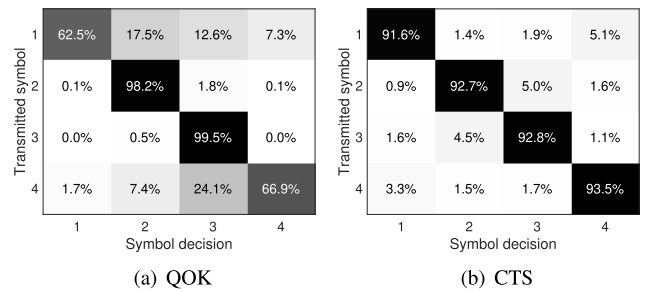 Transmitted symbol
1 62.5% 17.5% 12.6% 7.3%
2 0.1% 98.2% 1.8% 0.1%
3 0.0% 0.5% 99.5% 0.0%
4 1.7% 7.4% 24.1% 66.9%
1 2 3 4
Symbol decision
(a) QOK
Transmitted symbol
1 91.6% 1.4% 1.9% 5.1%
2 0.9% 92.7% 5.0% 1.6%
3 1.6% 4.5% 92.8% 1.1%
4 3.3% 1.5% 1.7% 93.5%
1 2 3 4
Symbol decision
(b) CTS